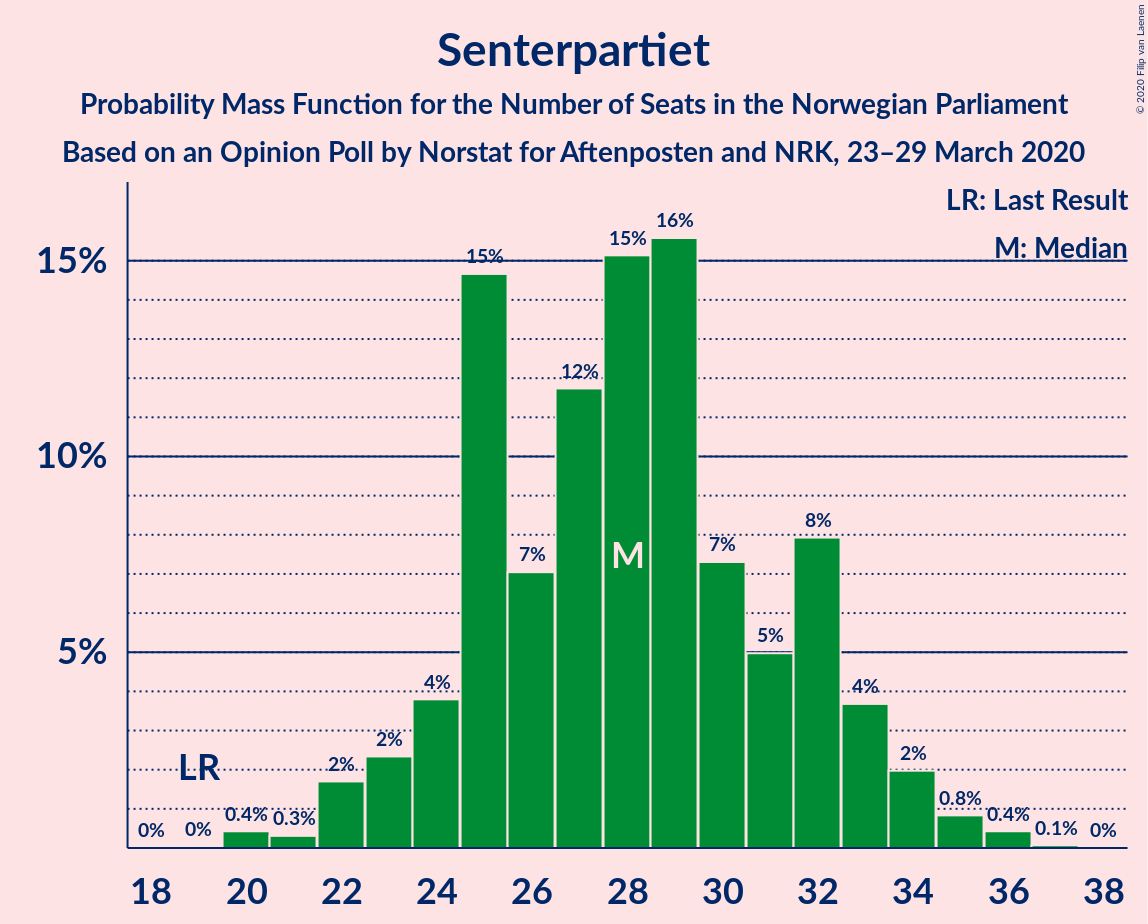 Senterpartiet
Probability Mass Function for the Number of Seats in the Norwegian Parliament
Based on an Opinion Poll by Norstat for Aftenposten and NRK, 23–29 March 2020
© 2020 Filip van Laenen
LR: Last Result
M: Median
15%
10%
5%
0%
0%
0.4%
0.3%
2%
2%
4%
15%
7%
12%
15%
16%
7%
5%
8%
4%
2%
0.8%
0.4%
0.1%
0%
LR
M
18 20 22 24 26 28 30 32 34 36 38